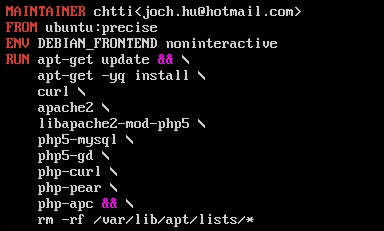 MAINTAINER chtti<joch.hu@hotmail.com>
FROM ubuntu:precise
ENV DEBIAN_FRONTEND noninteractive
RUN apt-get update && \
apt-get -yq install \
curl \
apache2 \
libapache2-mod-php5 \
php5-mysql \
php5-gd \
php-curl \
php-pear \
php-apc && \
rm -rf /var/lib/apt/lists/*